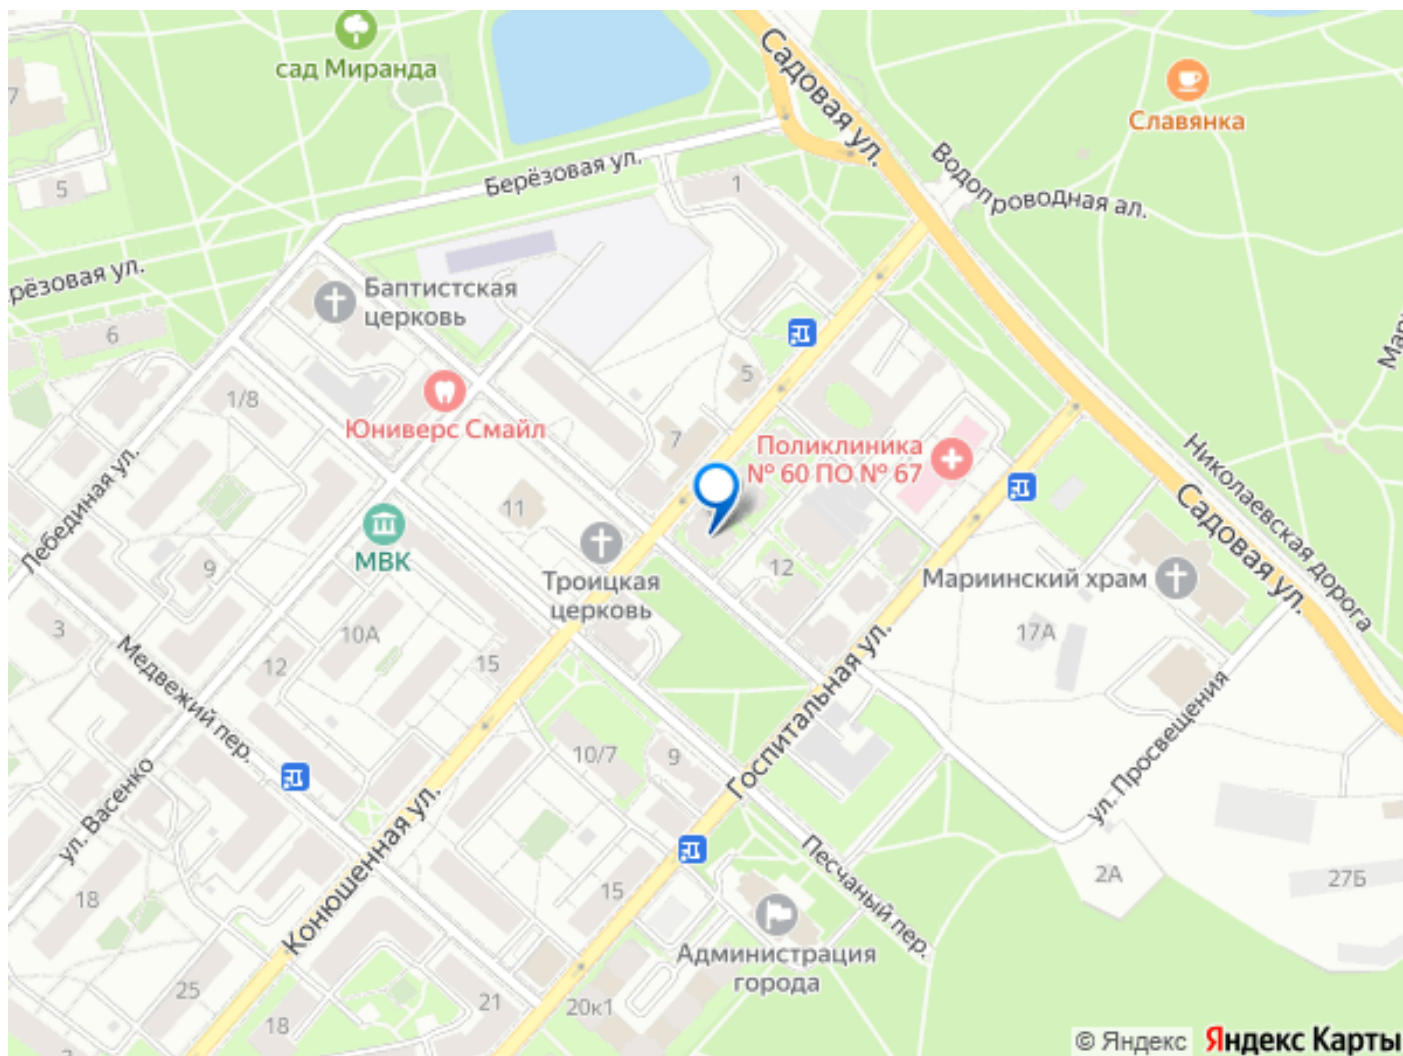 сад Миранда
Садовая ул.
Славянка
7
Водопроводная ал.
Берёзовая ул.
5
1
рёзовая ул.
Баптистская
церковь
6
Мар
5
1/8
Юниверс Смайл
7
Поликлиника
№ 60 ПО № 67
Николаевская дорога
Садовая ул.
Лебединая ул.
11
МВК
Троицкая
церковь
12
Мариинский храм
9
3
10А
17А
12
15
Медвежий пер.
Госпитальная ул.
ул. Просвещения
10/7
9
ул. Васенко
Конюшенная ул.
Песчаный пер.
2А
27Б
18
15
Администрация
города
25
21
20к1
18
© Яндекс Яндекс Карты